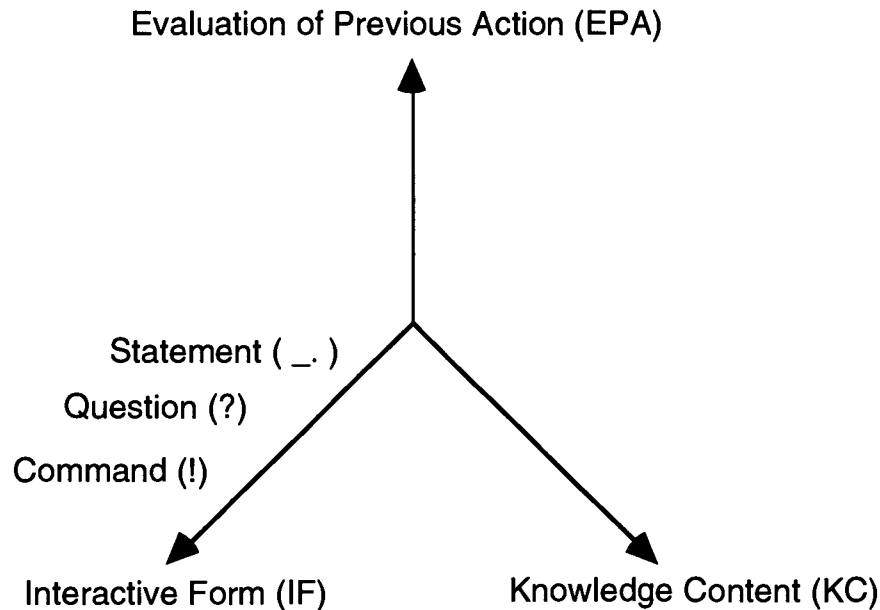 Evaluation of Previous Action (EPA)
Statement ( _. )
Question (?)
Command (!)
Interactive Form (IF)
Knowledge Content (KC)